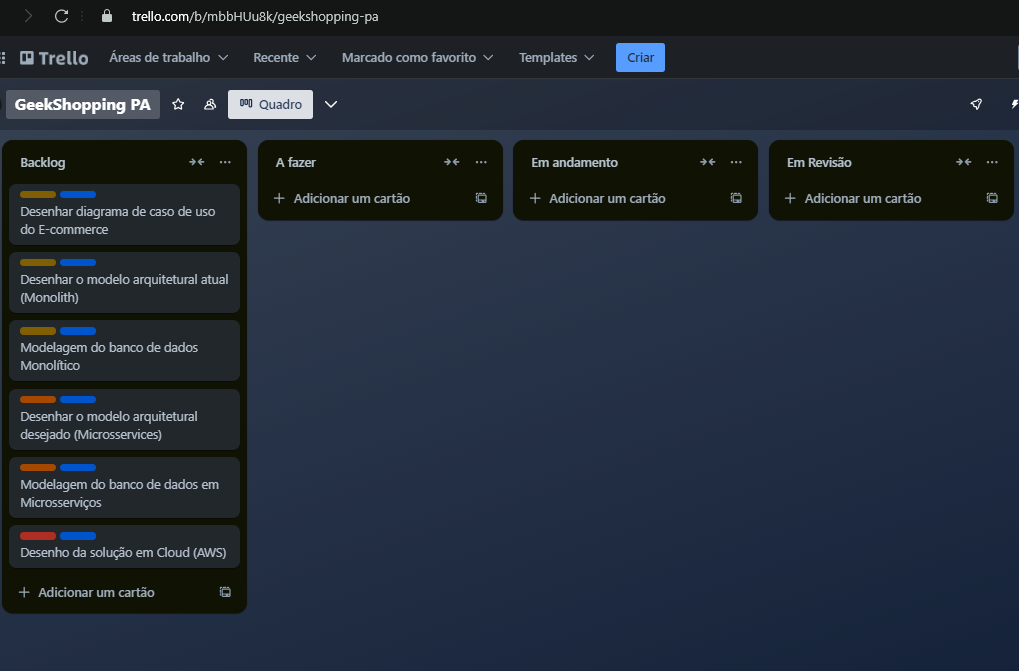 trello.com/b/mbbHUu8k/geekshopping-pa
Trello Áreas de trabalho Recente Marcado como favorito Templates Criar
GeekShopping PA Quadro
Backlog
Desenhar diagrama de caso de uso
do E-commerce
Desenhar o modelo arquitetural atual
(Monolith)
Modelagem do banco de dados
Monolítico
Desenhar o modelo arquitetural
desejado (Microsservices)
Modelagem do banco de dados em
Microsserviços
Desenho da solução em Cloud (AWS)
Adicionar um cartão
A fazer
Adicionar um cartão
Em andamento
Adicionar um cartão
Em Revisão
Adicionar um cartão